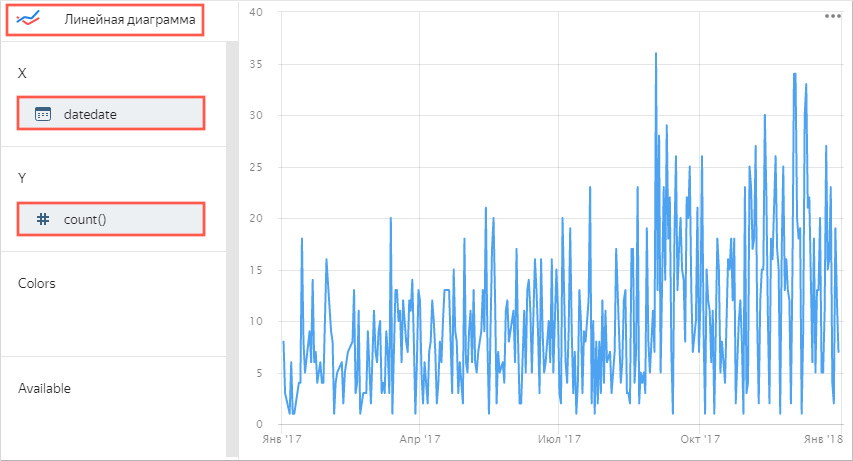 Линейная диаграмма
X
datedate
Y
count()
Colors
Available
40
35
30
25
20
15
10
5
0
Янв '17
Апр '17
Июл '17
Окт '17
Янв '18